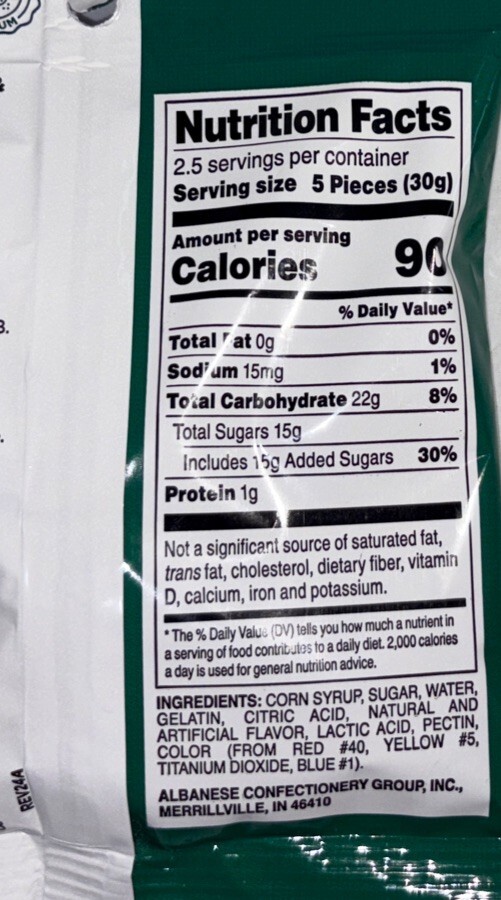 UM
&
3.
REV24A
Nutrition Facts
2.5 servings per container
Serving size 5 Pieces (30g)
Amount per serving
Calories 90
% Daily Value*
Total Fat 0g 0%
Sodium 15mg 1%
Total Carbohydrate 22g 8%
Total Sugars 15g
Includes 15g Added Sugars 30%
Protein 1g
Not a significant source of saturated fat,
trans fat, cholesterol, dietary fiber, vitamin
D, calcium, iron and potassium.
* The % Daily Value (DV) tells you how much a nutrient in
a serving of food contributes to a daily diet. 2,000 calories
a day is used for general nutrition advice.
INGREDIENTS: CORN SYRUP, SUGAR, WATER,
GELATIN, CITRIC ACID, NATURAL AND
ARTIFICIAL FLAVOR, LACTIC ACID, PECTIN,
COLOR (FROM RED #40, YELLOW #5,
TITANIUM DIOXIDE, BLUE #1).
ALBANESE CONFECTIONERY GROUP, INC.,
MERRILLVILLE, IN 46410